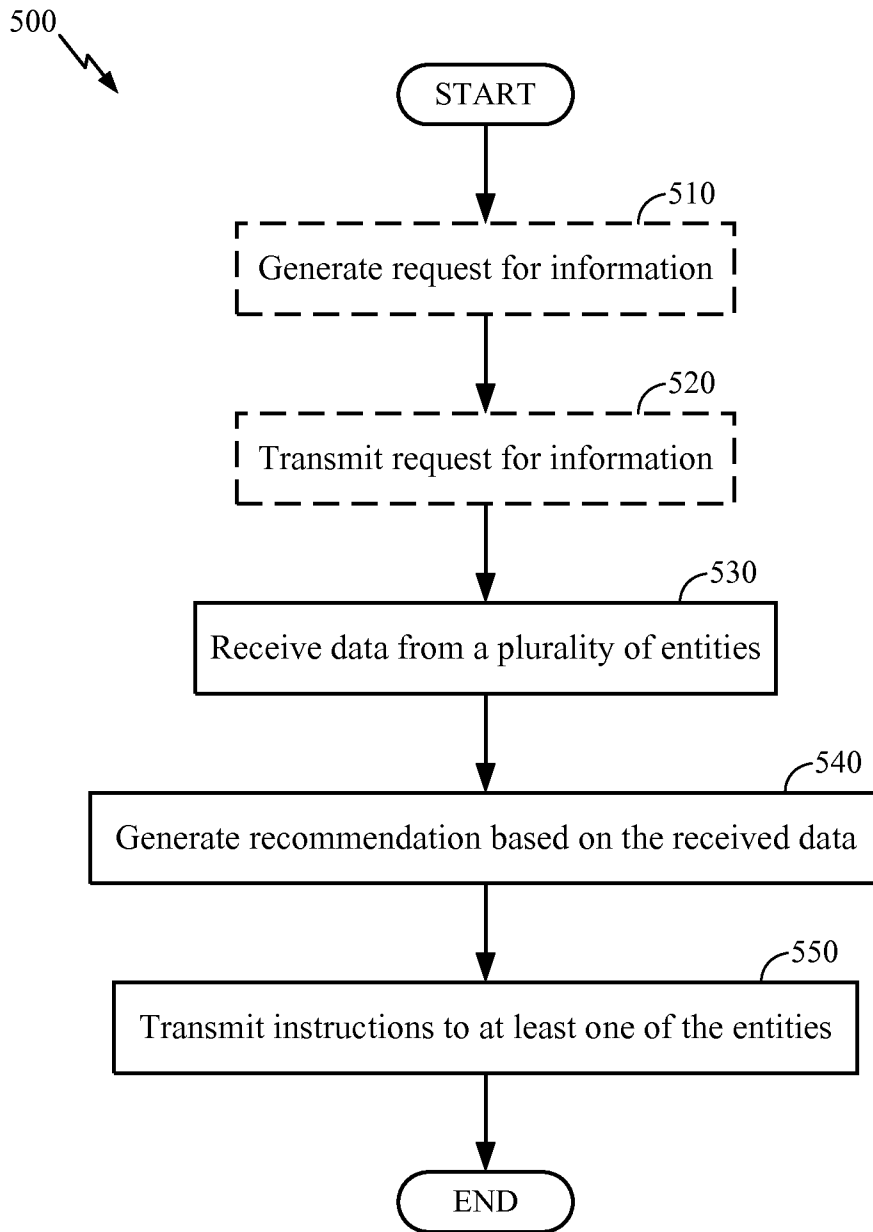 500
START
510
Generate request for information
520
Transmit request for information
530
Receive data from a plurality of entities
540
Generate recommendation based on the received data
550
Transmit instructions to at least one of the entities
END